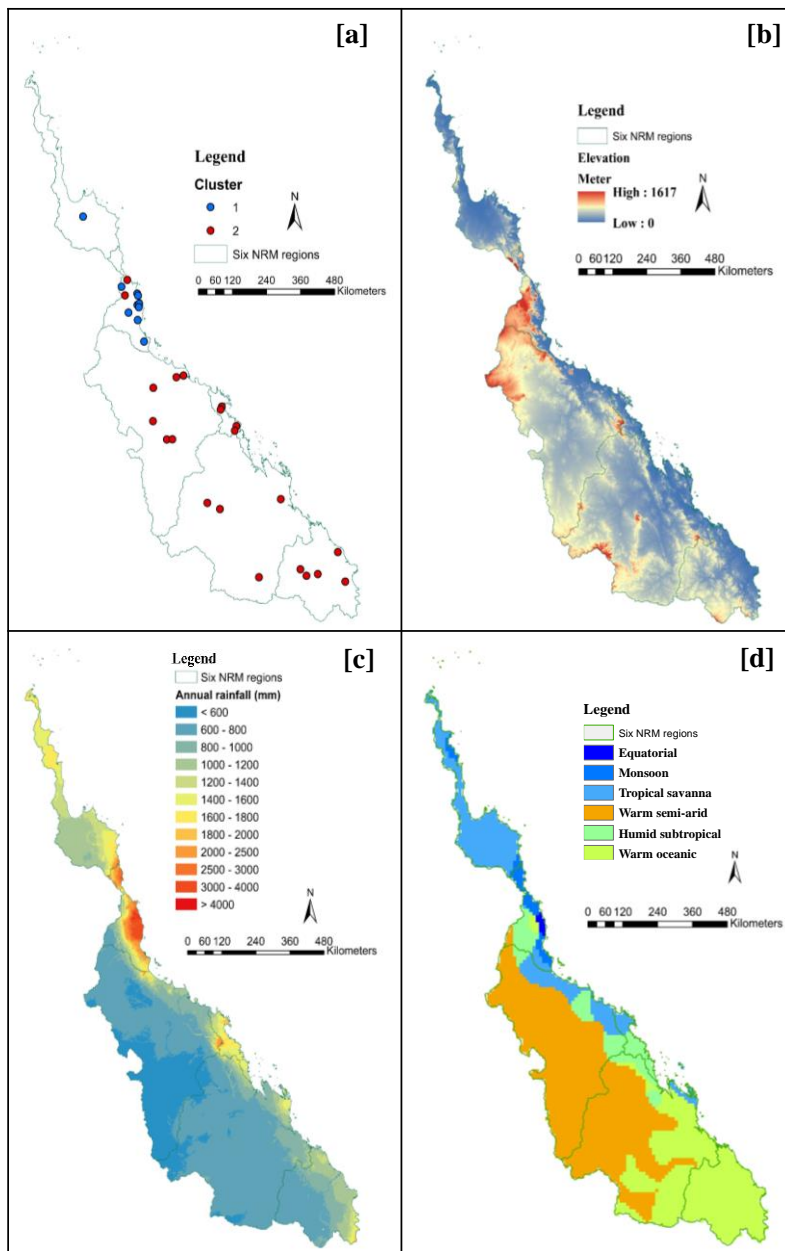 [a]
Legend
Cluster
1
2
Six NRM regions
N
0 60 120 240 360 480
Kilometers
[b]
Legend
Six NRM regions
Elevation
Meter
High : 1617
Low : 0
N
0 60 120 240 360 480
Kilometers
[c]
Legend
Six NRM regions
Annual rainfall (mm)
< 600
600 - 800
800 - 1000
1000 - 1200
1200 - 1400
1400 - 1600
1600 - 1800
1800 - 2000
2000 - 2500
2500 - 3000
3000 - 4000
> 4000
N
0 60 120 240 360 480
Kilometers
[d]
Legend
Six NRM regions
Equatorial
Monsoon
Tropical savanna
Warm semi-arid
Humid subtropical
Warm oceanic
N
0 60 120 240 360 480
Kilometers